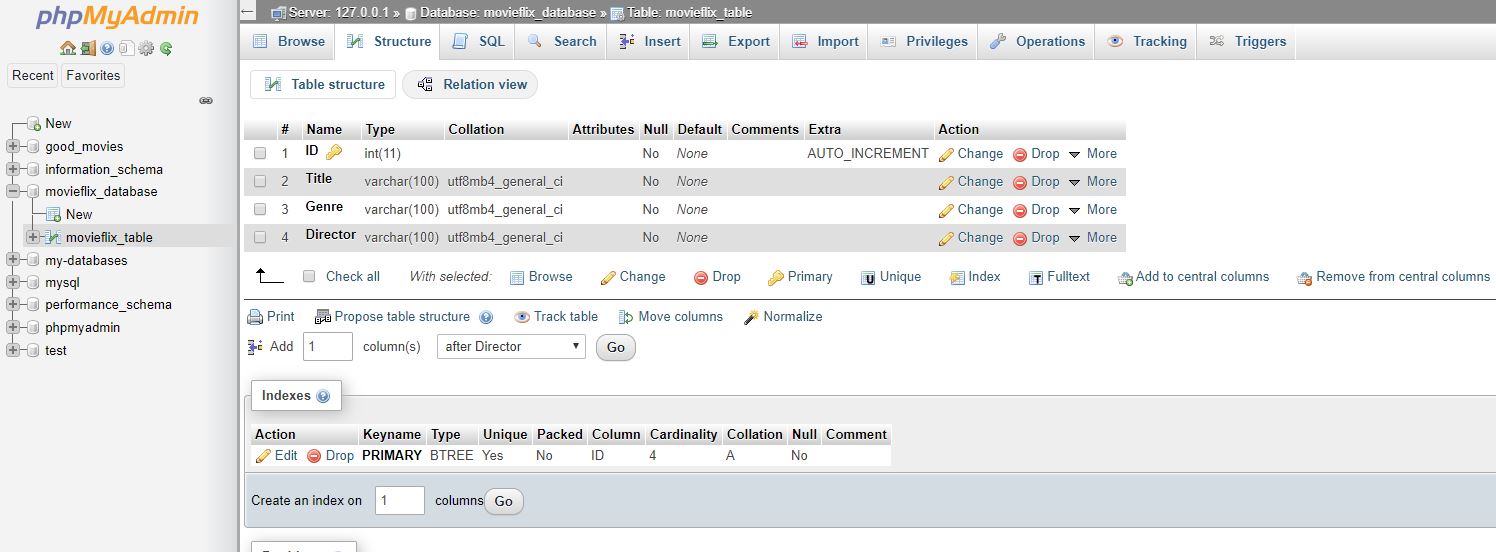 phpMyAdmin
Recent Favorites
New
good_movies
information_schema
movieflix_database
New
movieflix_table
my-databases
mysql
performance_schema
phpmyadmin
test
Server: 127.0.0.1 » Database: movieflix_database » Table: movieflix_table
Browse Structure SQL Search Insert Export Import Privileges Operations Tracking Triggers
Table structure Relation view
# Name Type Collation Attributes Null Default Comments Extra Action
1 ID int(11) No None AUTO_INCREMENT Change Drop More
2 Title varchar(100) utf8mb4_general_ci No None Change Drop More
3 Genre varchar(100) utf8mb4_general_ci No None Change Drop More
4 Director varchar(100) utf8mb4_general_ci No None Change Drop More
Check all With selected: Browse Change Drop Primary Unique Index Fulltext Add to central columns Remove from central columns
Print Propose table structure Track table Move columns Normalize
Add 1 column(s) after Director Go
Indexes
Action Keyname Type Unique Packed Column Cardinality Collation Null Comment
Edit Drop PRIMARY BTREE Yes No ID 4 A No
Create an index on 1 columns Go